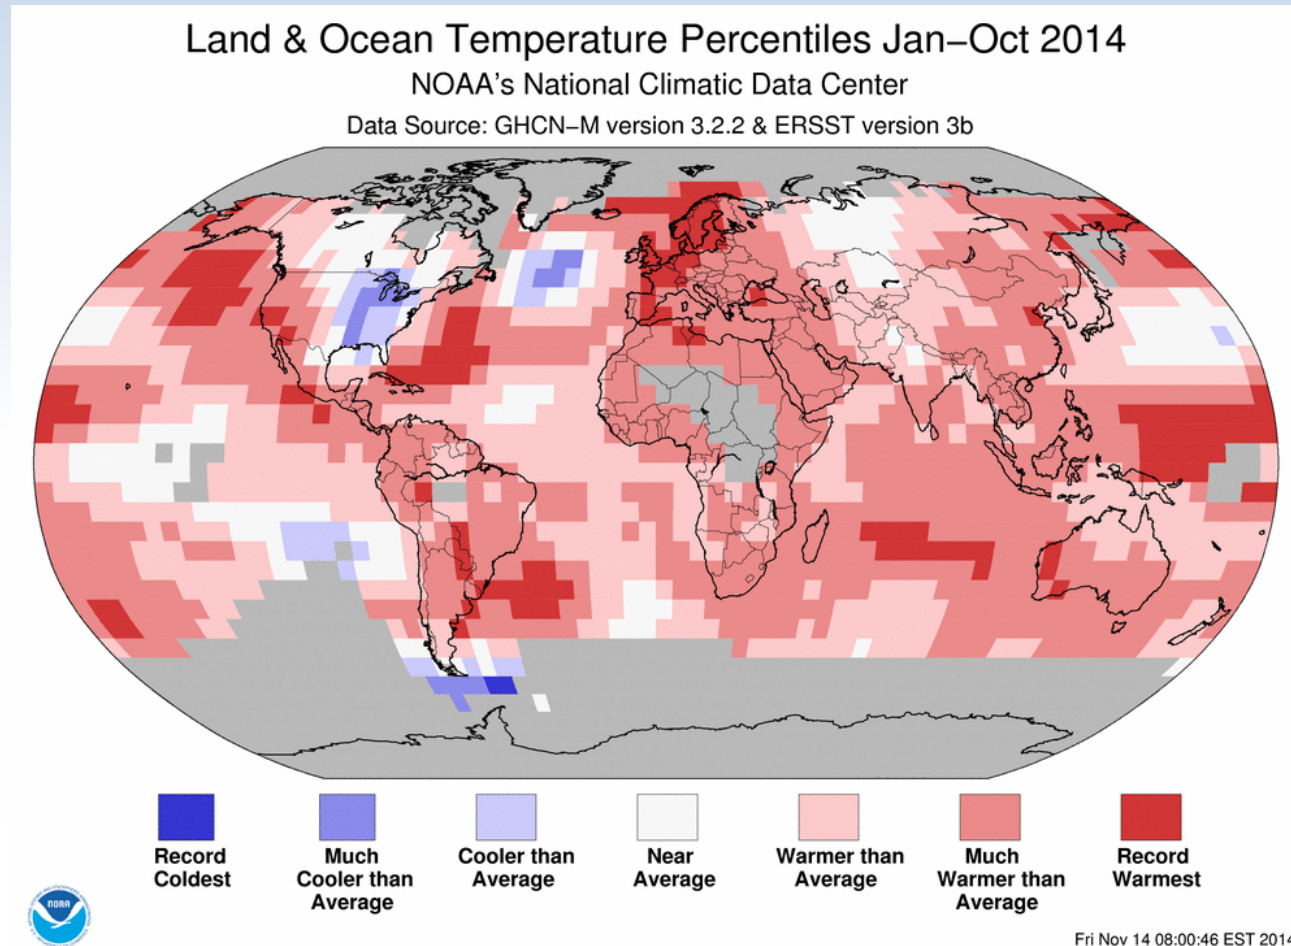 Land & Ocean Temperature Percentiles Jan–Oct 2014
NOAA's National Climatic Data Center
Data Source: GHCN–M version 3.2.2 & ERSST version 3b
Record
Coldest
Much
Cooler than
Average
Cooler than
Average
Near
Average
Warmer than
Average
Much
Warmer than
Average
Record
Warmest
NOAA
Fri Nov 14 08:00:46 EST 2014